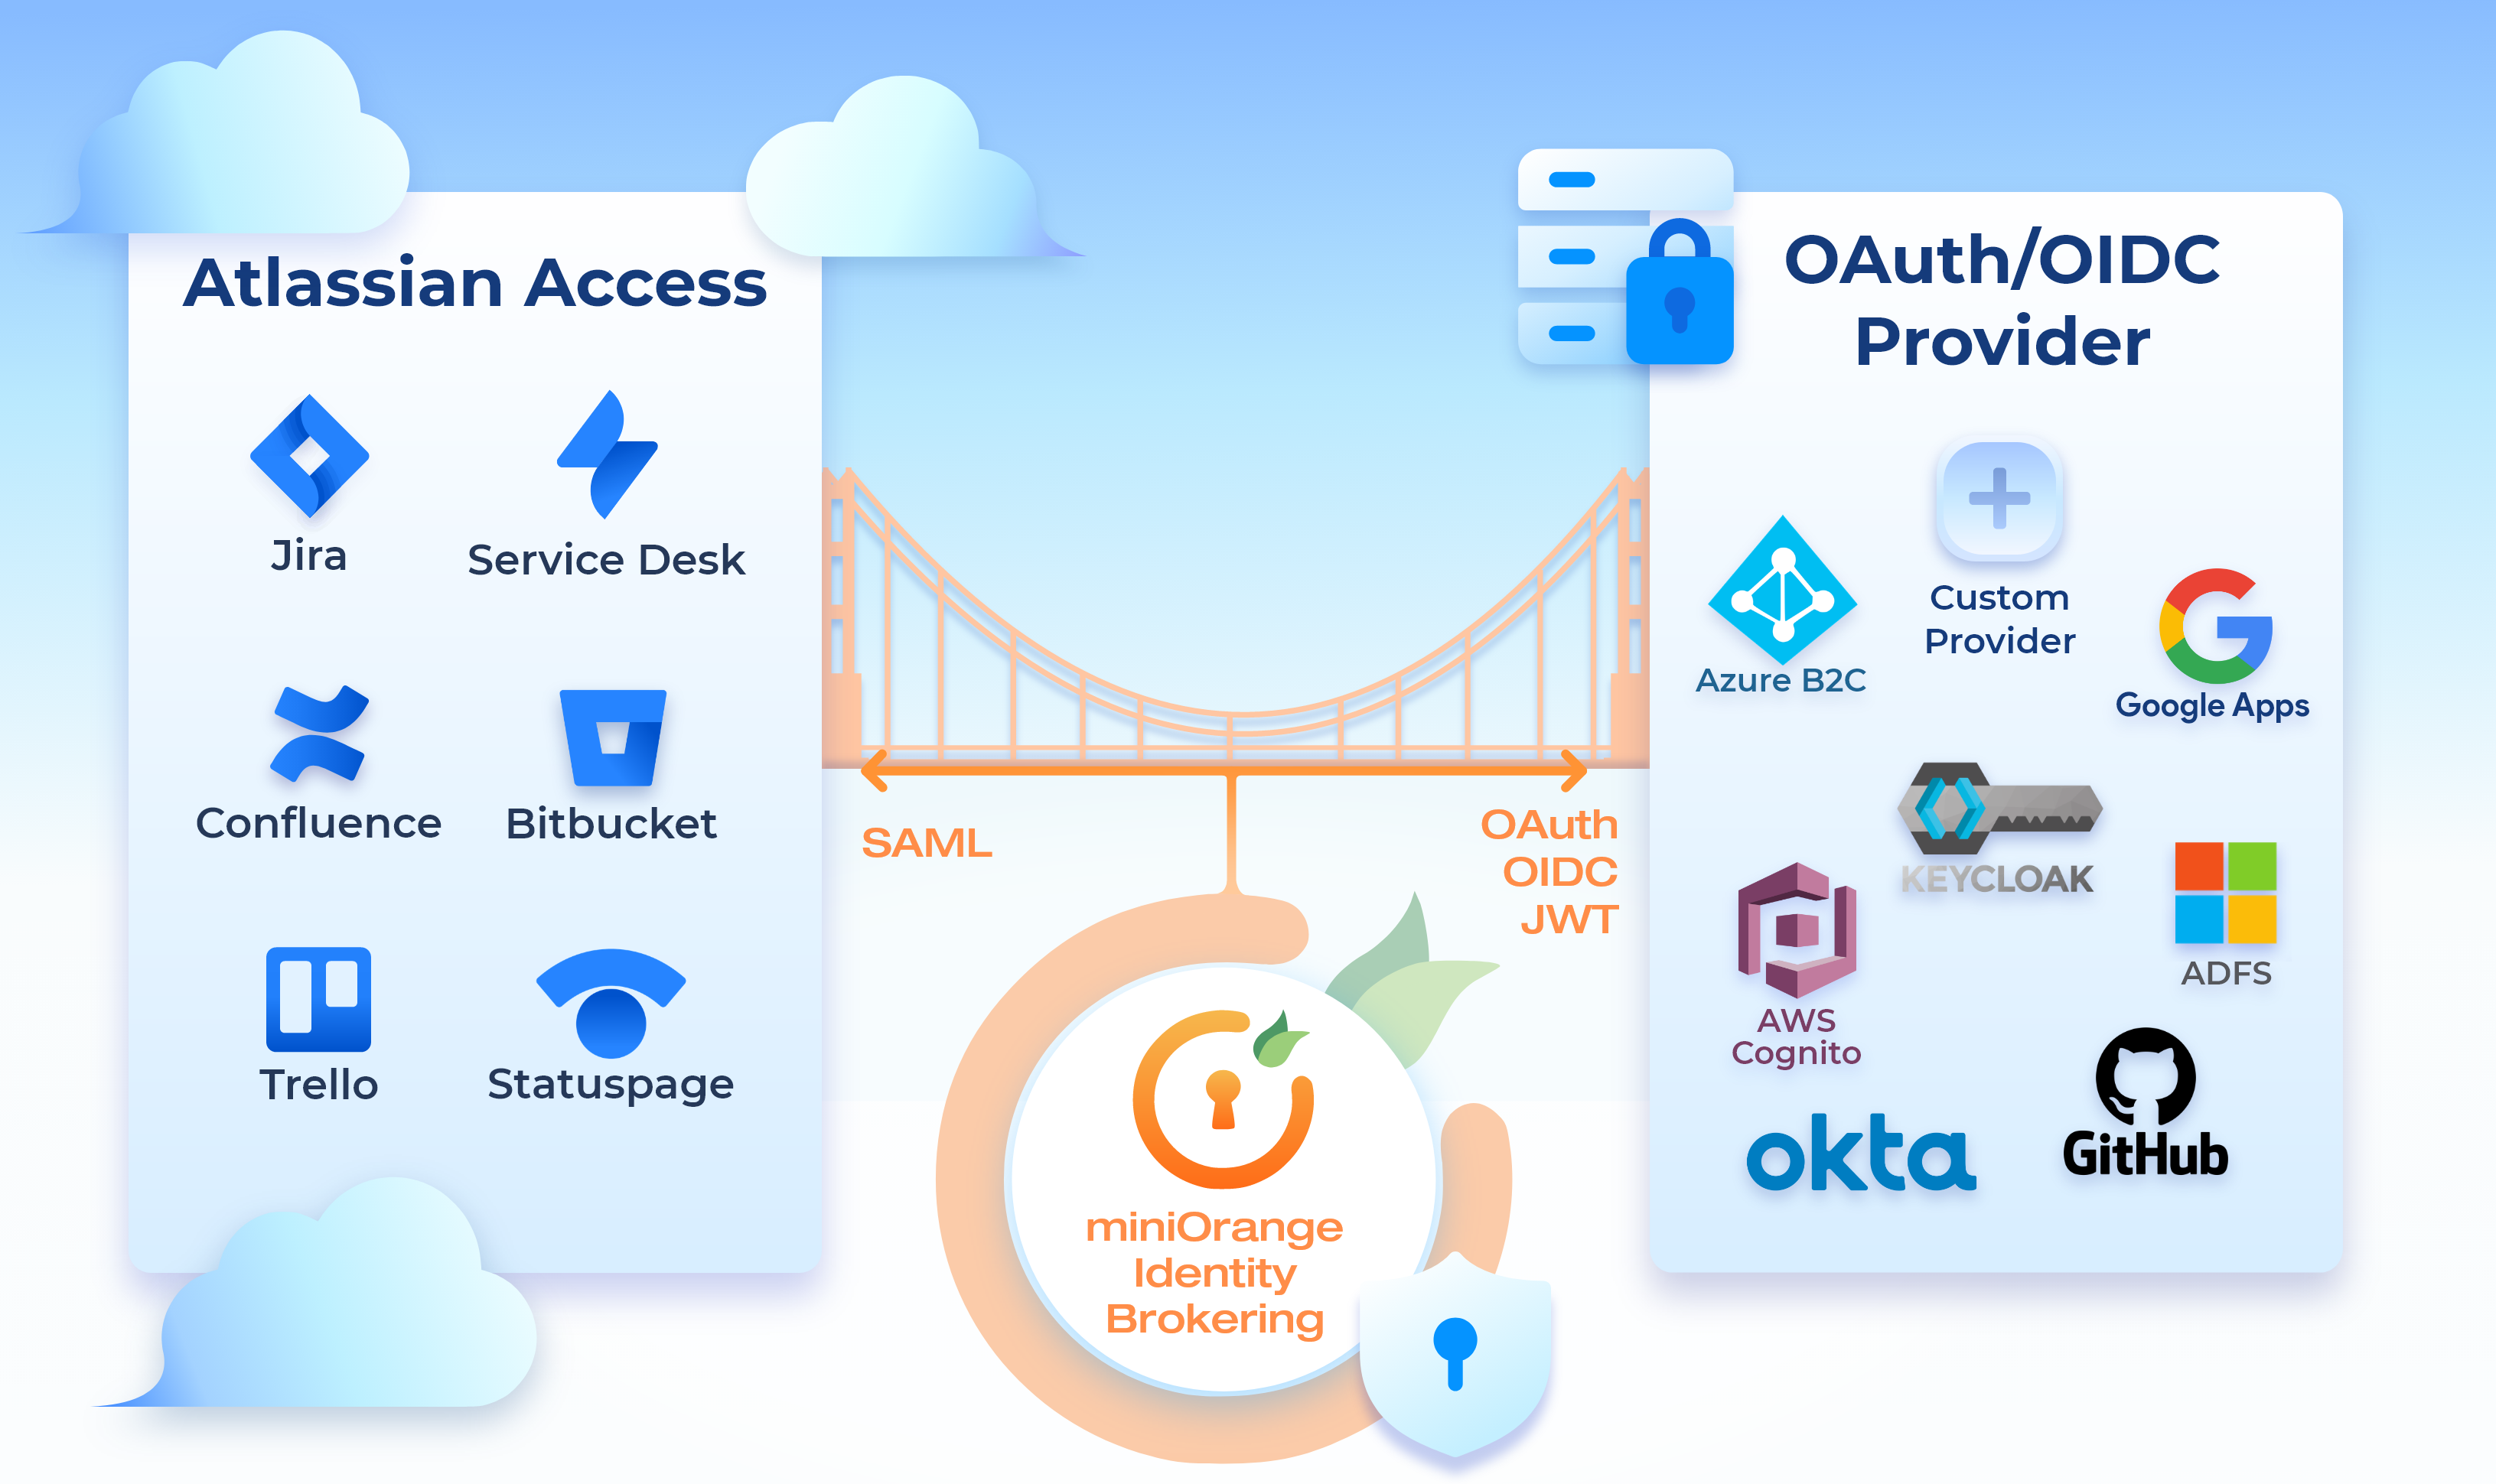 Atlassian Access
Jira
Service Desk
Confluence
Bitbucket
Trello
Statuspage
SAML
OAuth
OIDC
JWT
miniOrange
Identity
Brokering
OAuth/OIDC
Provider
Custom
Provider
Azure B2C
Google Apps
KEYCLOAK
ADFS
AWS
Cognito
okta
GitHub